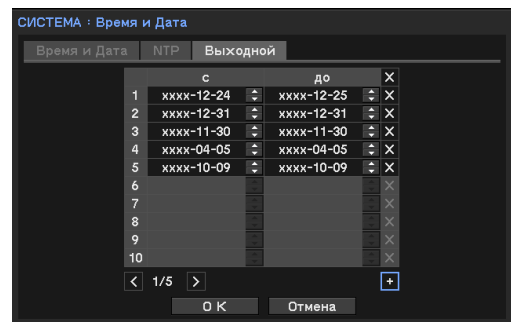 СИСТЕМА : Время и Дата
Время и Дата NTP Выходной
с до X
1 xxxx-12-24 xxxx-12-25 X
2 xxxx-12-31 xxxx-12-31 X
3 xxxx-11-30 xxxx-11-30 X
4 xxxx-04-05 xxxx-04-05 X
5 xxxx-10-09 xxxx-10-09 X
6 X
7 X
8 X
9 X
10 X
< 1/5 > +
O K Отмена